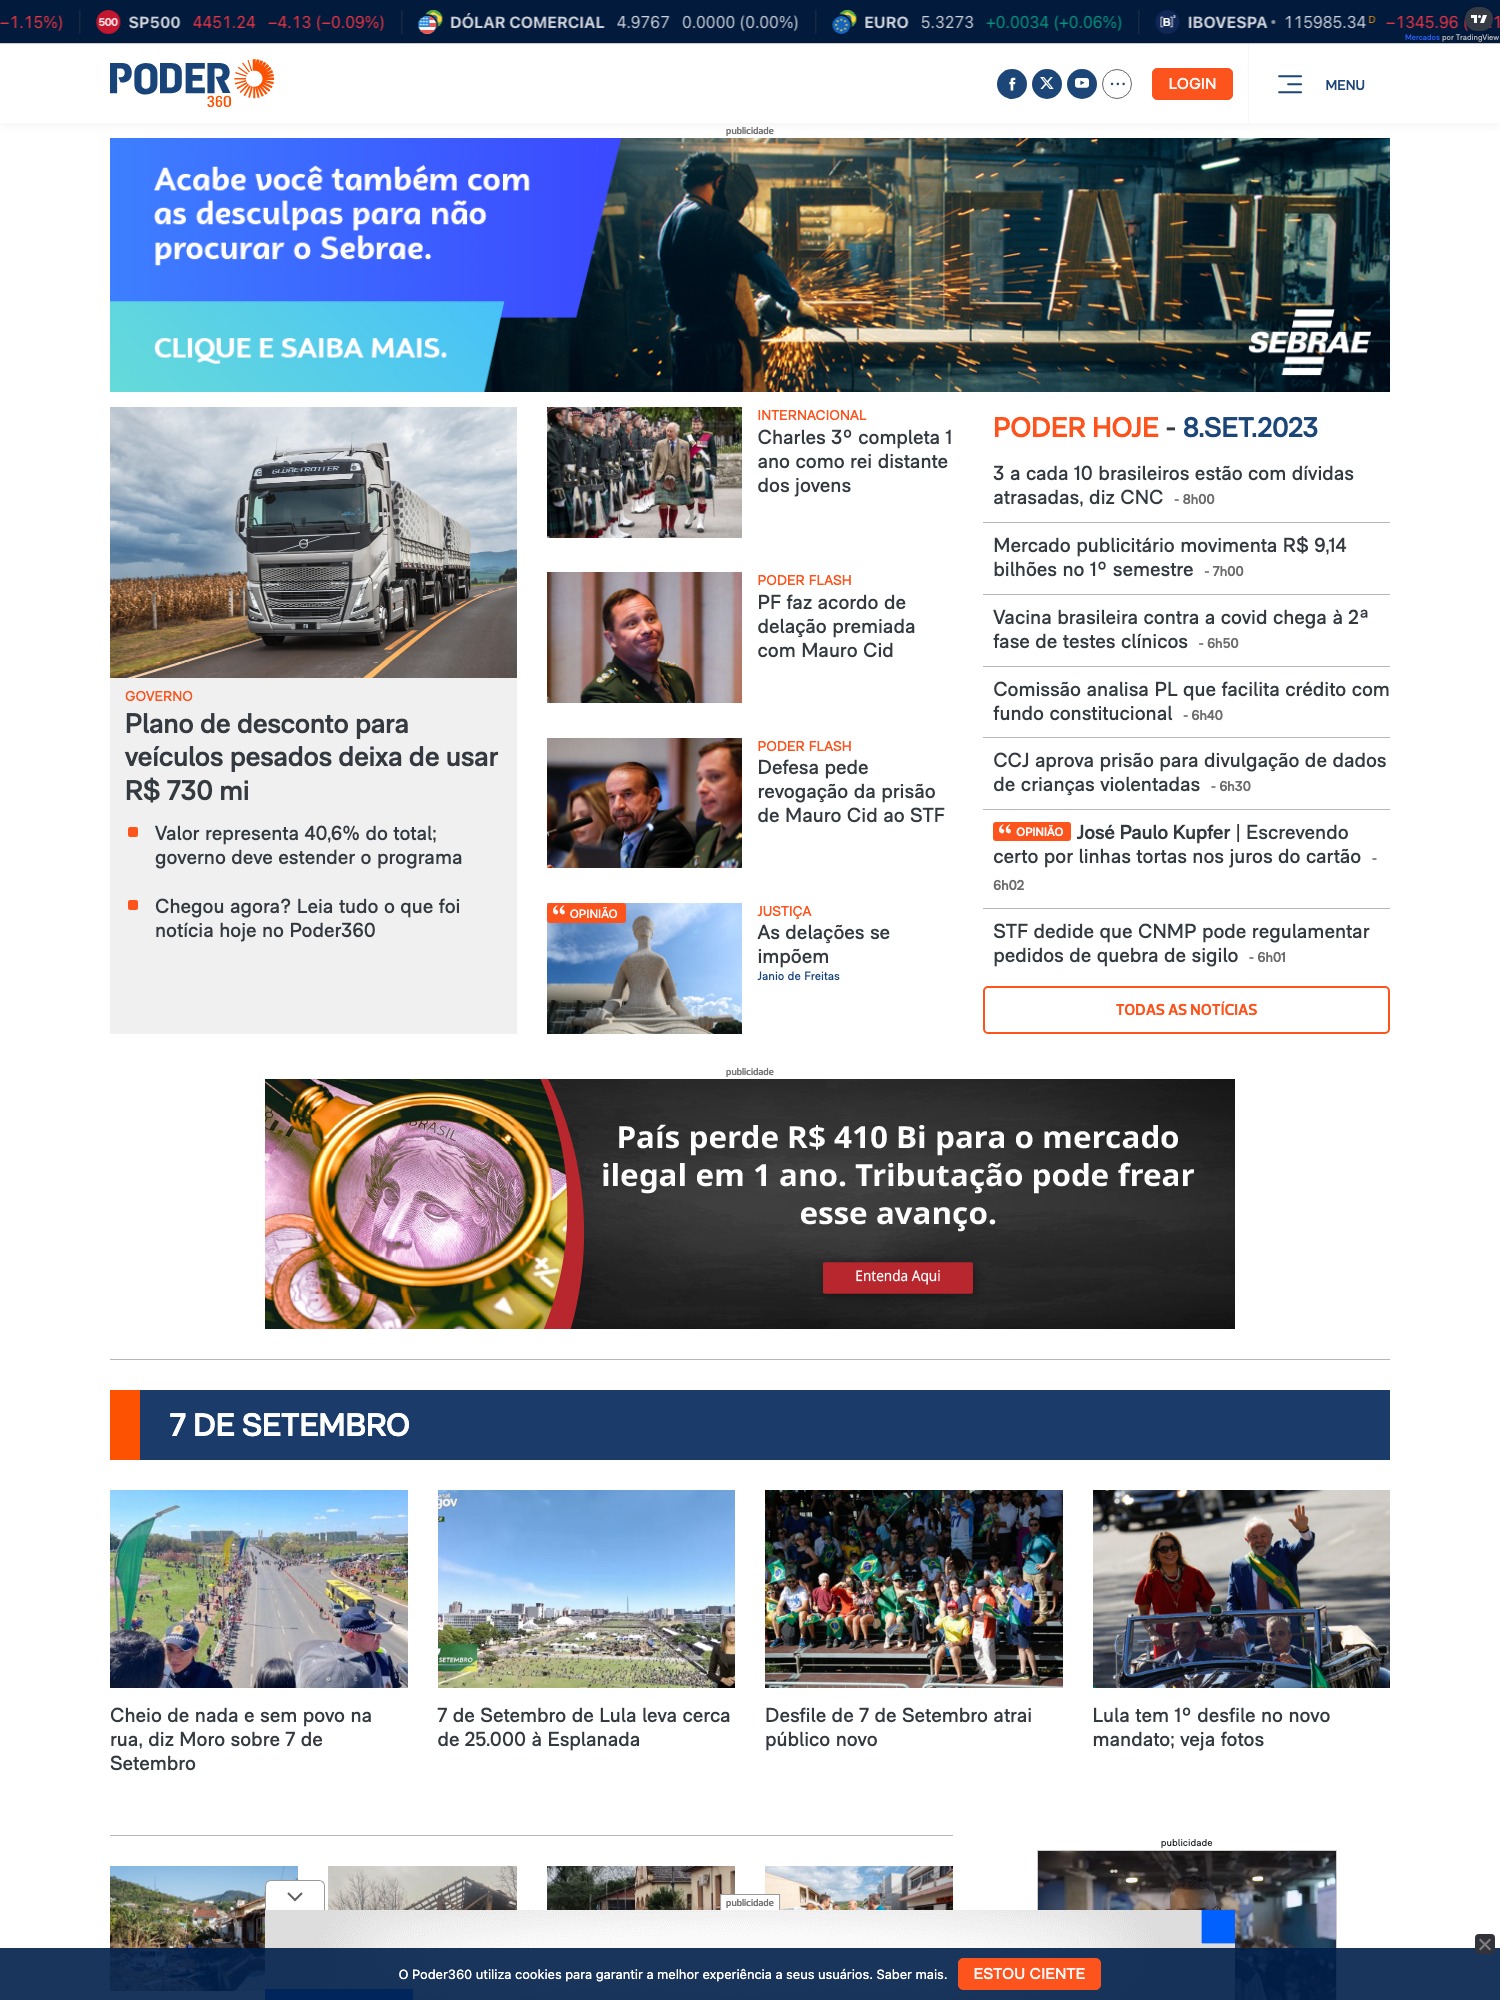 −1.15%)
500 SP500 4451.24 −4.13 (−0.09%)
DÓLAR COMERCIAL 4.9767 0.0000 (0.00%)
EURO 5.3273 +0.0034 (+0.06%)
[B] IBOVESPA 115985.34 D −1345.96
Mercados por TradingView
PODER
360
LOGIN
MENU
publicidade
Acabe você também com
as desculpas para não
procurar o Sebrae.
CLIQUE E SAIBA MAIS.
SEBRAE
GLOBETROTTER
GOVERNO
Plano de desconto para
veículos pesados deixa de usar
R$ 730 mi
Valor representa 40,6% do total;
governo deve estender o programa
Chegou agora? Leia tudo o que foi
notícia hoje no Poder360
INTERNACIONAL
Charles 3º completa 1
ano como rei distante
dos jovens
PODER FLASH
PF faz acordo de
delação premiada
com Mauro Cid
PODER FLASH
Defesa pede
revogação da prisão
de Mauro Cid ao STF
OPINIÃO
JUSTIÇA
As delações se
impõem
Janio de Freitas
PODER HOJE - 8.SET.2023
3 a cada 10 brasileiros estão com dívidas
atrasadas, diz CNC - 8h00
Mercado publicitário movimenta R$ 9,14
bilhões no 1º semestre - 7h00
Vacina brasileira contra a covid chega à 2ª
fase de testes clínicos - 6h50
Comissão analisa PL que facilita crédito com
fundo constitucional - 6h40
CCJ aprova prisão para divulgação de dados
de crianças violentadas - 6h30
OPINIÃO José Paulo Kupfer | Escrevendo
certo por linhas tortas nos juros do cartão -
6h02
STF dedide que CNMP pode regulamentar
pedidos de quebra de sigilo - 6h01
TODAS AS NOTÍCIAS
publicidade
BRASIL
País perde R$ 410 Bi para o mercado
ilegal em 1 ano. Tributação pode frear
esse avanço.
Entenda Aqui
7 DE SETEMBRO
gov
SETEMBRO
Cheio de nada e sem povo na
rua, diz Moro sobre 7 de
Setembro
7 de Setembro de Lula leva cerca
de 25.000 à Esplanada
Desfile de 7 de Setembro atrai
público novo
Lula tem 1º desfile no novo
mandato; veja fotos
publicidade
publicidade
O Poder360 utiliza cookies para garantir a melhor experiência a seus usuários. Saber mais.
ESTOU CIENTE